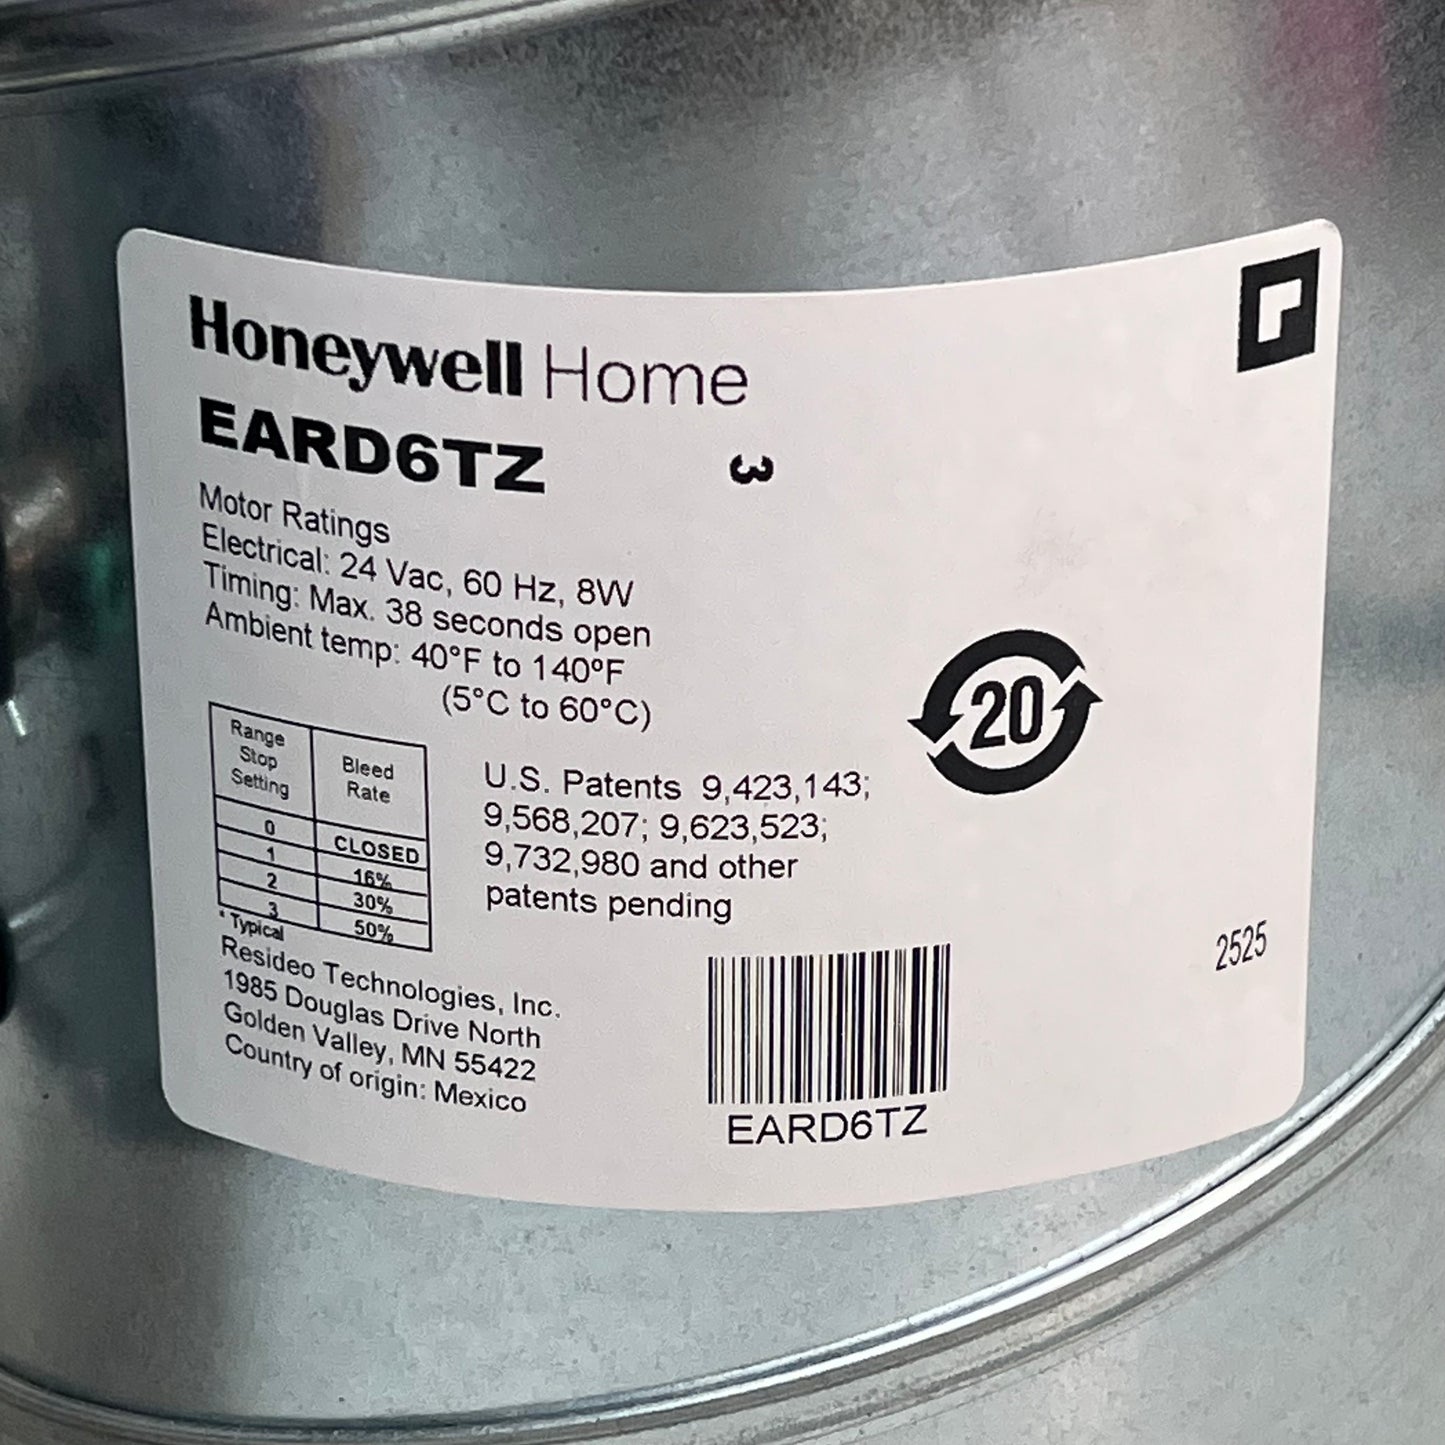 Honeywell Home
EARD6TZ
3
Motor Ratings
Electrical: 24 Vac, 60 Hz, 8W
Timing: Max. 38 seconds open
Ambient temp: 40°F to 140ºF
(5°C to 60°C)
Range Stop Setting Bleed Rate
0 CLOSED
1 16%
2 30%
3 50%
* Typical
20
U.S. Patents 9,423,143;
9,568,207; 9,623,523;
9,732,980 and other
patents pending
2525
Resideo Technologies, Inc.
1985 Douglas Drive North
Golden Valley, MN 55422
Country of origin: Mexico
EARD6TZ